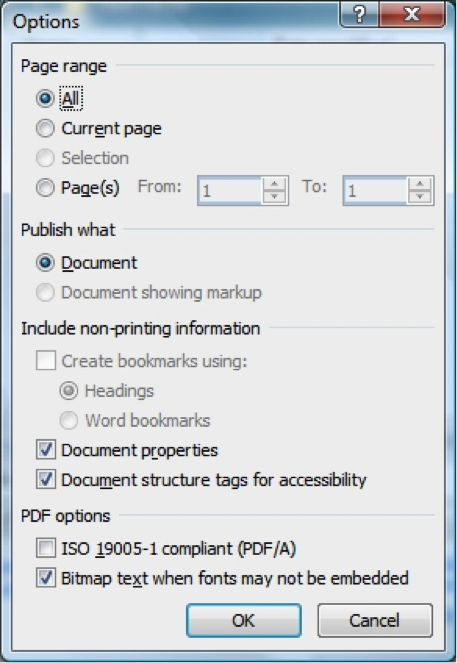 Options
Page range
All
Current page
Selection
Page(s) From: 1 To: 1
Publish what
Document
Document showing markup
Include non-printing information
Create bookmarks using:
Headings
Word bookmarks
Document properties
Document structure tags for accessibility
PDF options
ISO 19005-1 compliant (PDF/A)
Bitmap text when fonts may not be embedded
OK Cancel